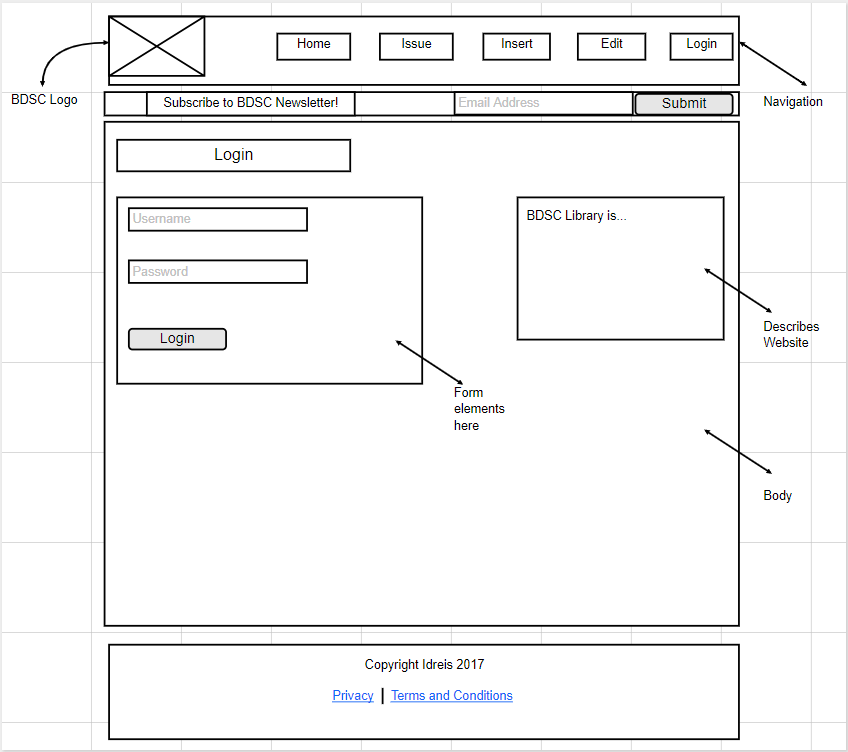 Home
Issue
Insert
Edit
Login
BDSC Logo
Navigation
Subscribe to BDSC Newsletter!
Email Address
Submit
Login
Username
Password
Login
BDSC Library is...
Describes
Website
Form
elements
here
Body
Copyright Idreis 2017
Privacy | Terms and Conditions